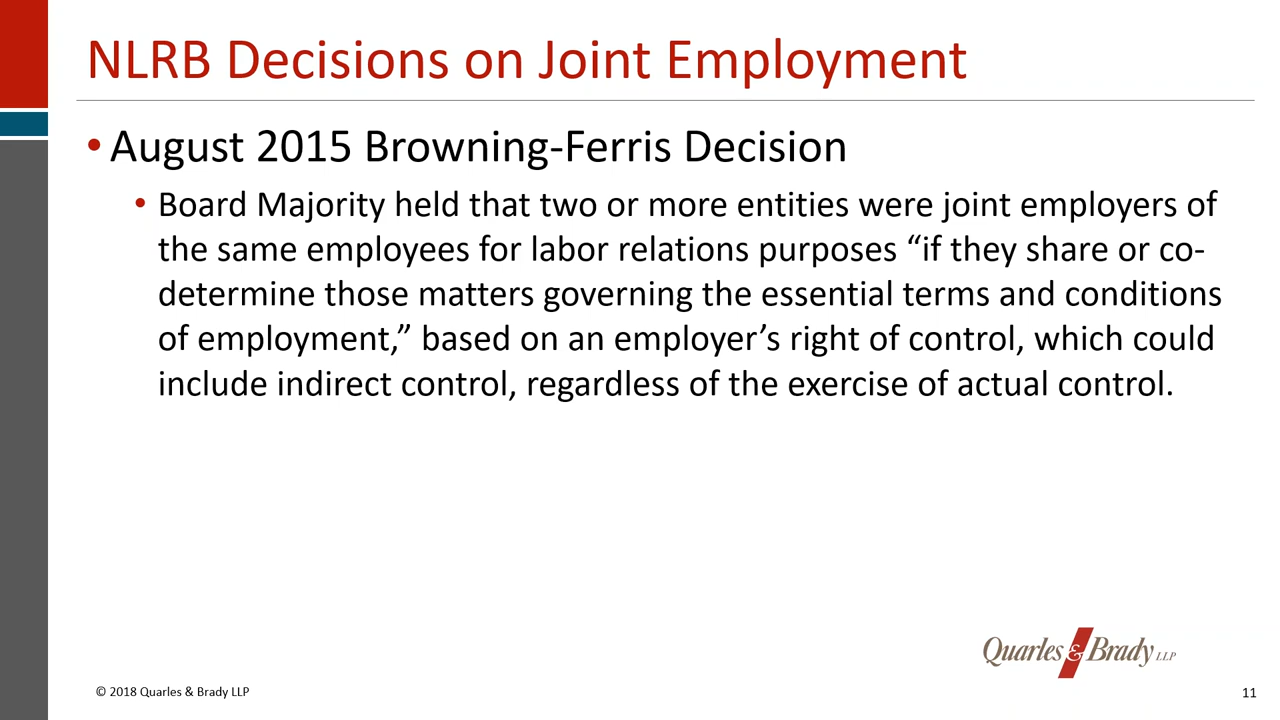 NLRB Decisions on Joint Employment
• August 2015 Browning-Ferris Decision
• Board Majority held that two or more entities were joint employers of
the same employees for labor relations purposes “if they share or co-
determine those matters governing the essential terms and conditions
of employment,” based on an employer’s right of control, which could
include indirect control, regardless of the exercise of actual control.
Quarles & Brady LLP
© 2018 Quarles & Brady LLP
11